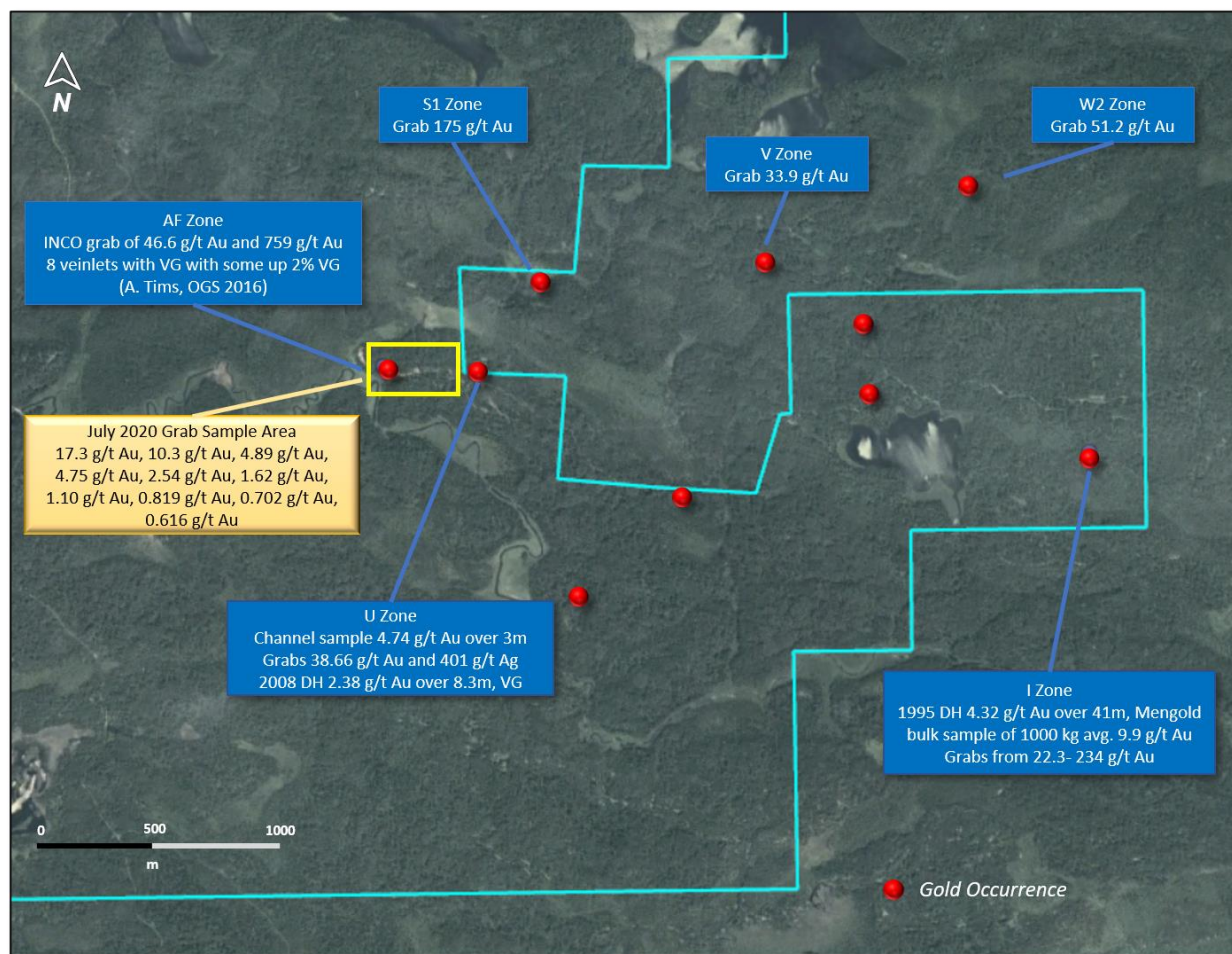 N
S1 Zone
Grab 175 g/t Au
W2 Zone
Grab 51.2 g/t Au
V Zone
Grab 33.9 g/t Au
AF Zone
INCO grab of 46.6 g/t Au and 759 g/t Au
8 veinlets with VG with some up 2% VG
(A. Tims, OGS 2016)
July 2020 Grab Sample Area
17.3 g/t Au, 10.3 g/t Au, 4.89 g/t Au,
4.75 g/t Au, 2.54 g/t Au, 1.62 g/t Au,
1.10 g/t Au, 0.819 g/t Au, 0.702 g/t Au,
0.616 g/t Au
U Zone
Channel sample 4.74 g/t Au over 3m
Grabs 38.66 g/t Au and 401 g/t Ag
2008 DH 2.38 g/t Au over 8.3m, VG
I Zone
1995 DH 4.32 g/t Au over 41m, Mengold
bulk sample of 1000 kg avg. 9.9 g/t Au
Grabs from 22.3- 234 g/t Au
0 500 1000
m
Gold Occurrence